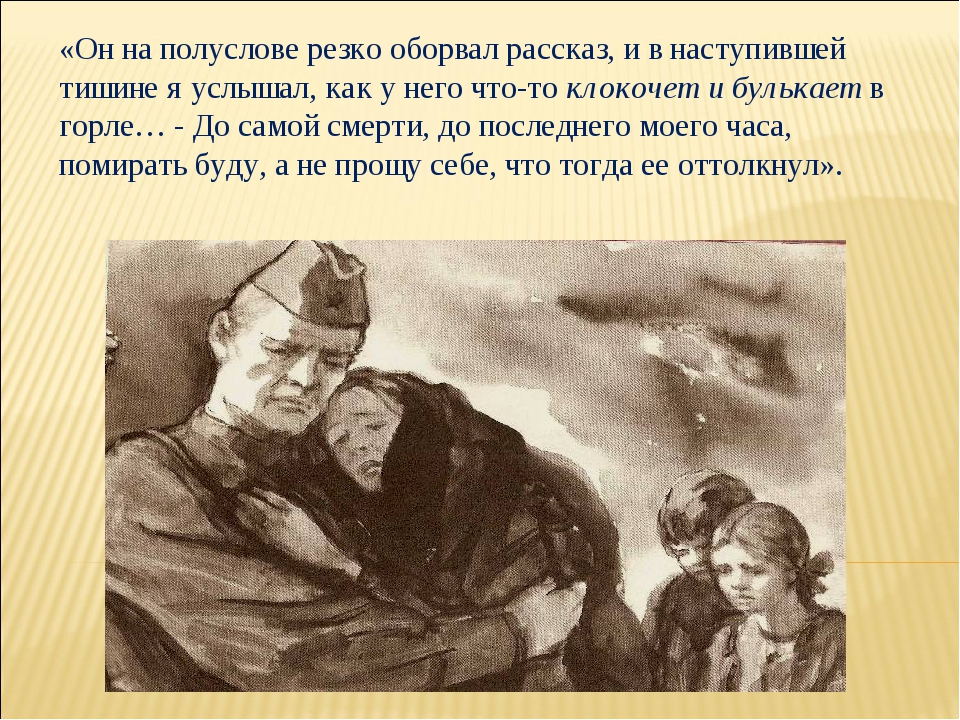 «Он на полуслове резко оборвал рассказ, и в наступившей
тишине я услышал, как у него что-то клокочет и булькает в
горле… - До самой смерти, до последнего моего часа,
помирать буду, а не прощу себе, что тогда ее оттолкнул».